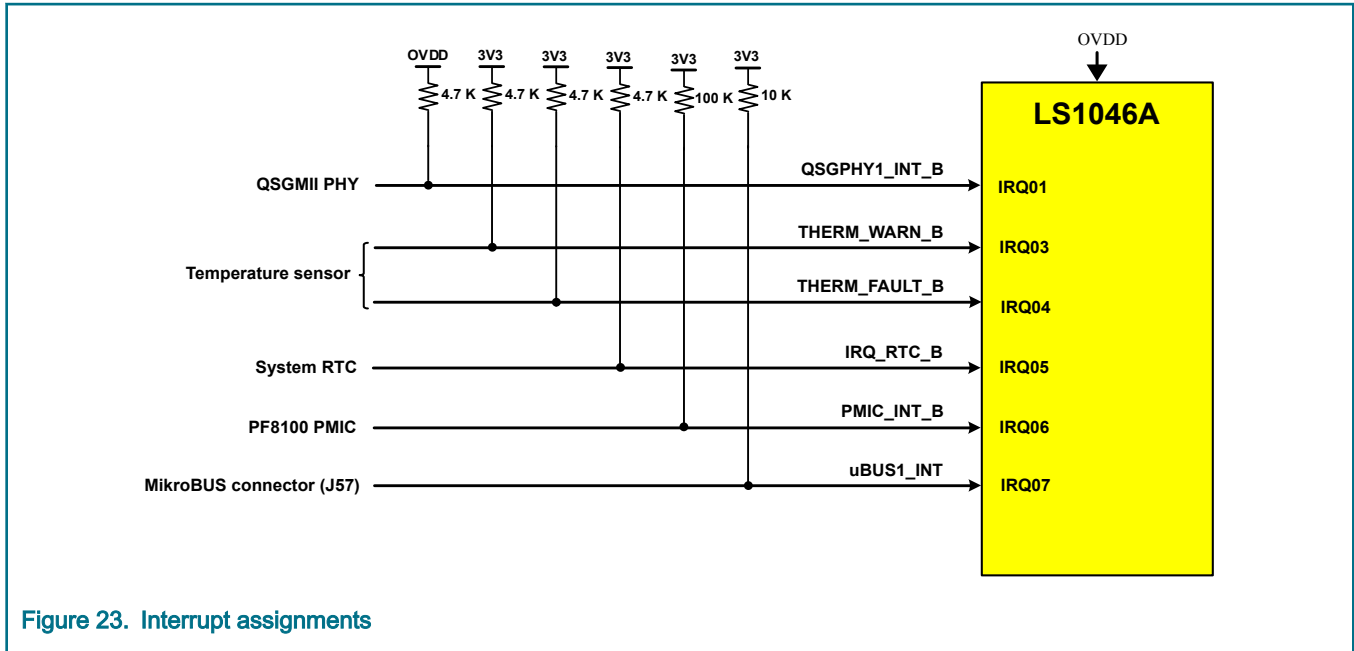 OVDD 3V3 3V3 3V3 3V3 3V3
4.7 K 4.7 K 4.7 K 4.7 K 100 K 10 K
OVDD
LS1046A
QSGMII PHY QSGPHY1_INT_B IRQ01
THERM_WARN_B IRQ03
Temperature sensor
THERM_FAULT_B IRQ04
System RTC IRQ_RTC_B IRQ05
PF8100 PMIC PMIC_INT_B IRQ06
MikroBUS connector (J57) uBUS1_INT IRQ07
Figure 23. Interrupt assignments